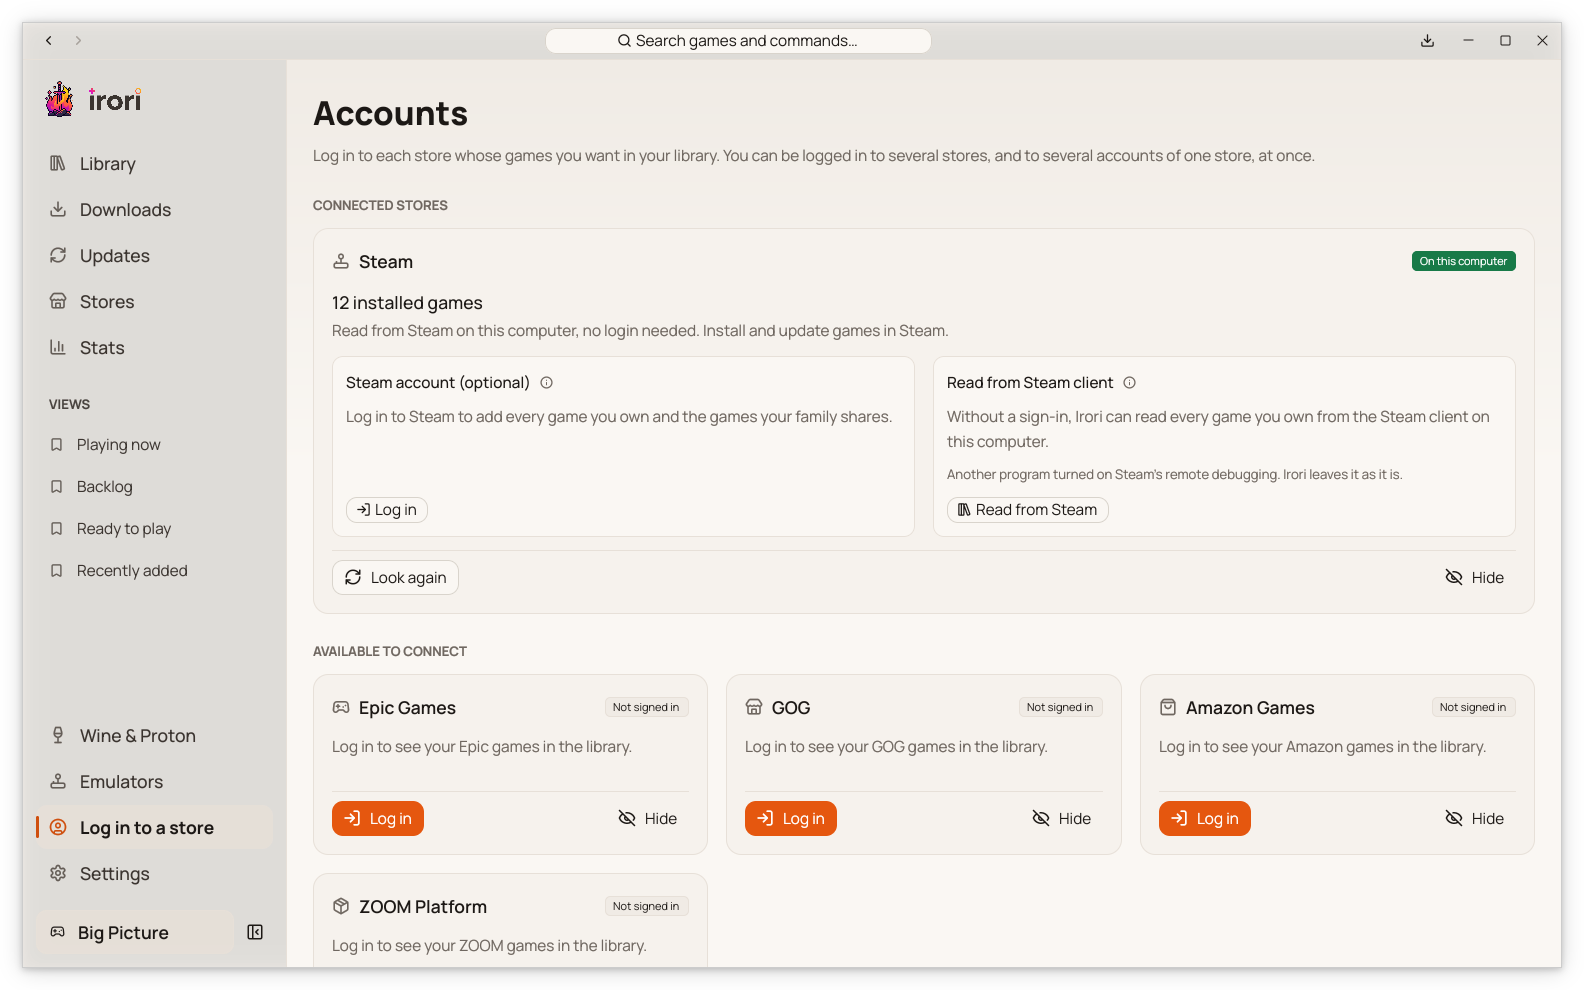 Search games and commands...
irori
Library
Downloads
Updates
Stores
Stats
VIEWS
Playing now
Backlog
Ready to play
Recently added
Wine & Proton
Emulators
Log in to a store
Settings
Big Picture
Accounts
Log in to each store whose games you want in your library. You can be logged in to several stores, and to several accounts of one store, at once.
CONNECTED STORES
Steam
On this computer
12 installed games
Read from Steam on this computer, no login needed. Install and update games in Steam.
Steam account (optional)
Log in to Steam to add every game you own and the games your family shares.
Log in
Read from Steam client
Without a sign-in, Irori can read every game you own from the Steam client on
this computer.
Another program turned on Steam's remote debugging. Irori leaves it as it is.
Read from Steam
Look again
Hide
AVAILABLE TO CONNECT
Epic Games
Not signed in
Log in to see your Epic games in the library.
Log in
Hide
GOG
Not signed in
Log in to see your GOG games in the library.
Log in
Hide
Amazon Games
Not signed in
Log in to see your Amazon games in the library.
Log in
Hide
ZOOM Platform
Not signed in
Log in to see your ZOOM games in the library.